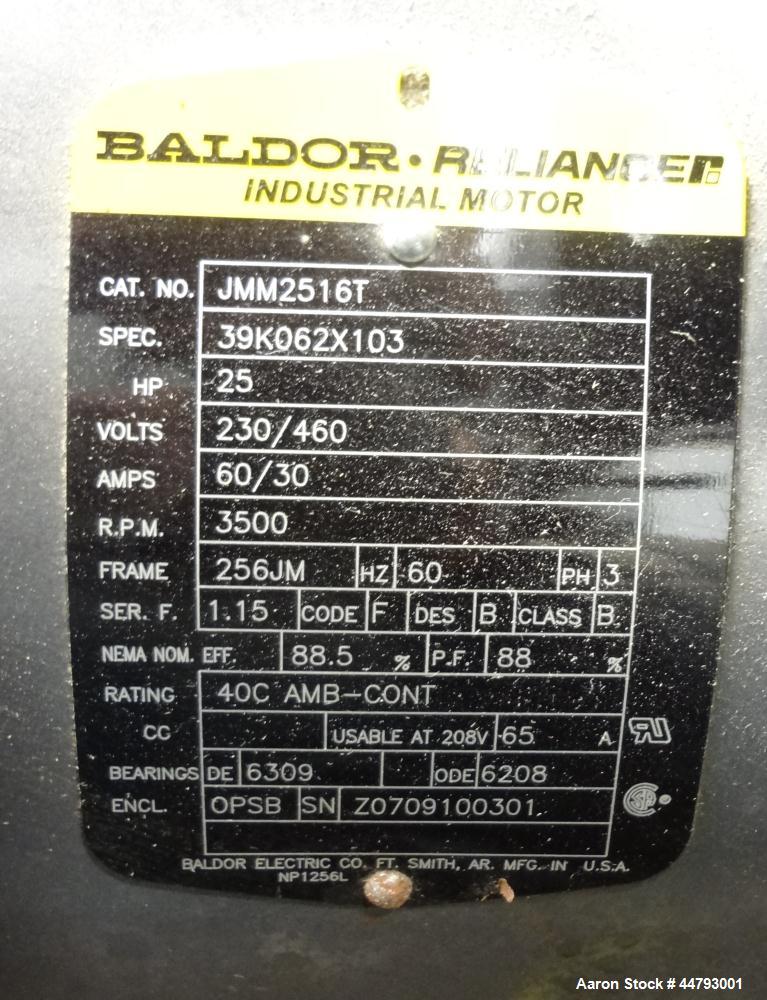 BALDOR • RELIANCE
INDUSTRIAL MOTOR
CAT. NO. JMM2516T
SPEC. 39K062X103
HP 25
VOLTS 230/460
AMPS 60/30
R.P.M. 3500
FRAME 256JM HZ 60 PH 3
SER. F. 1.15 CODE F DES B CLASS B
NEMA NOM. EFF. 88.5 % P.F. 88 %
RATING 40C AMB-CONT
CC USABLE AT 208V 65 A
BEARINGS DE 6309 ODE 6208
ENCL. OPSB SN Z0709100301
BALDOR ELECTRIC CO. FT. SMITH, AR. MFG. IN U.S.A.
NP1256L
Aaron Stock # 44793001